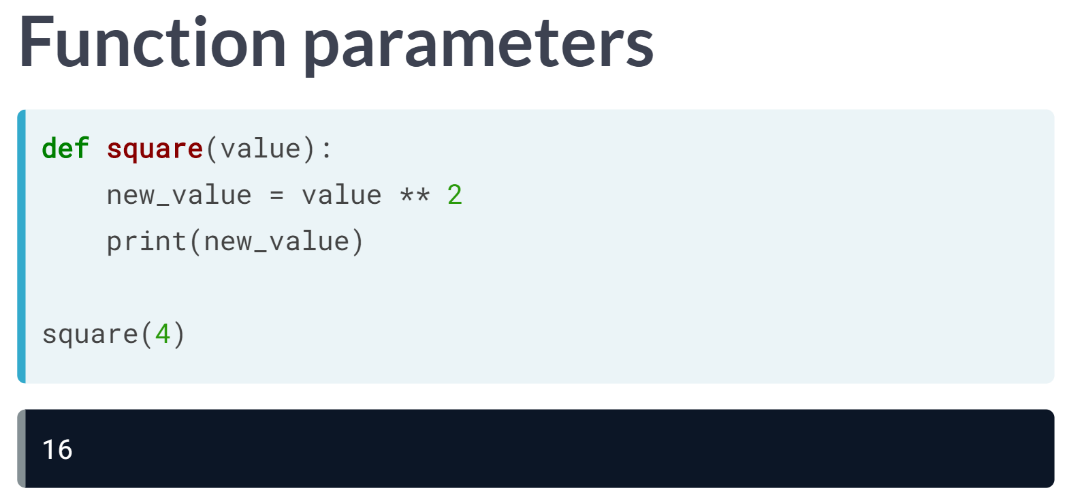 Function parameters
def square(value):
    new_value = value ** 2
    print(new_value)
square(4)
16